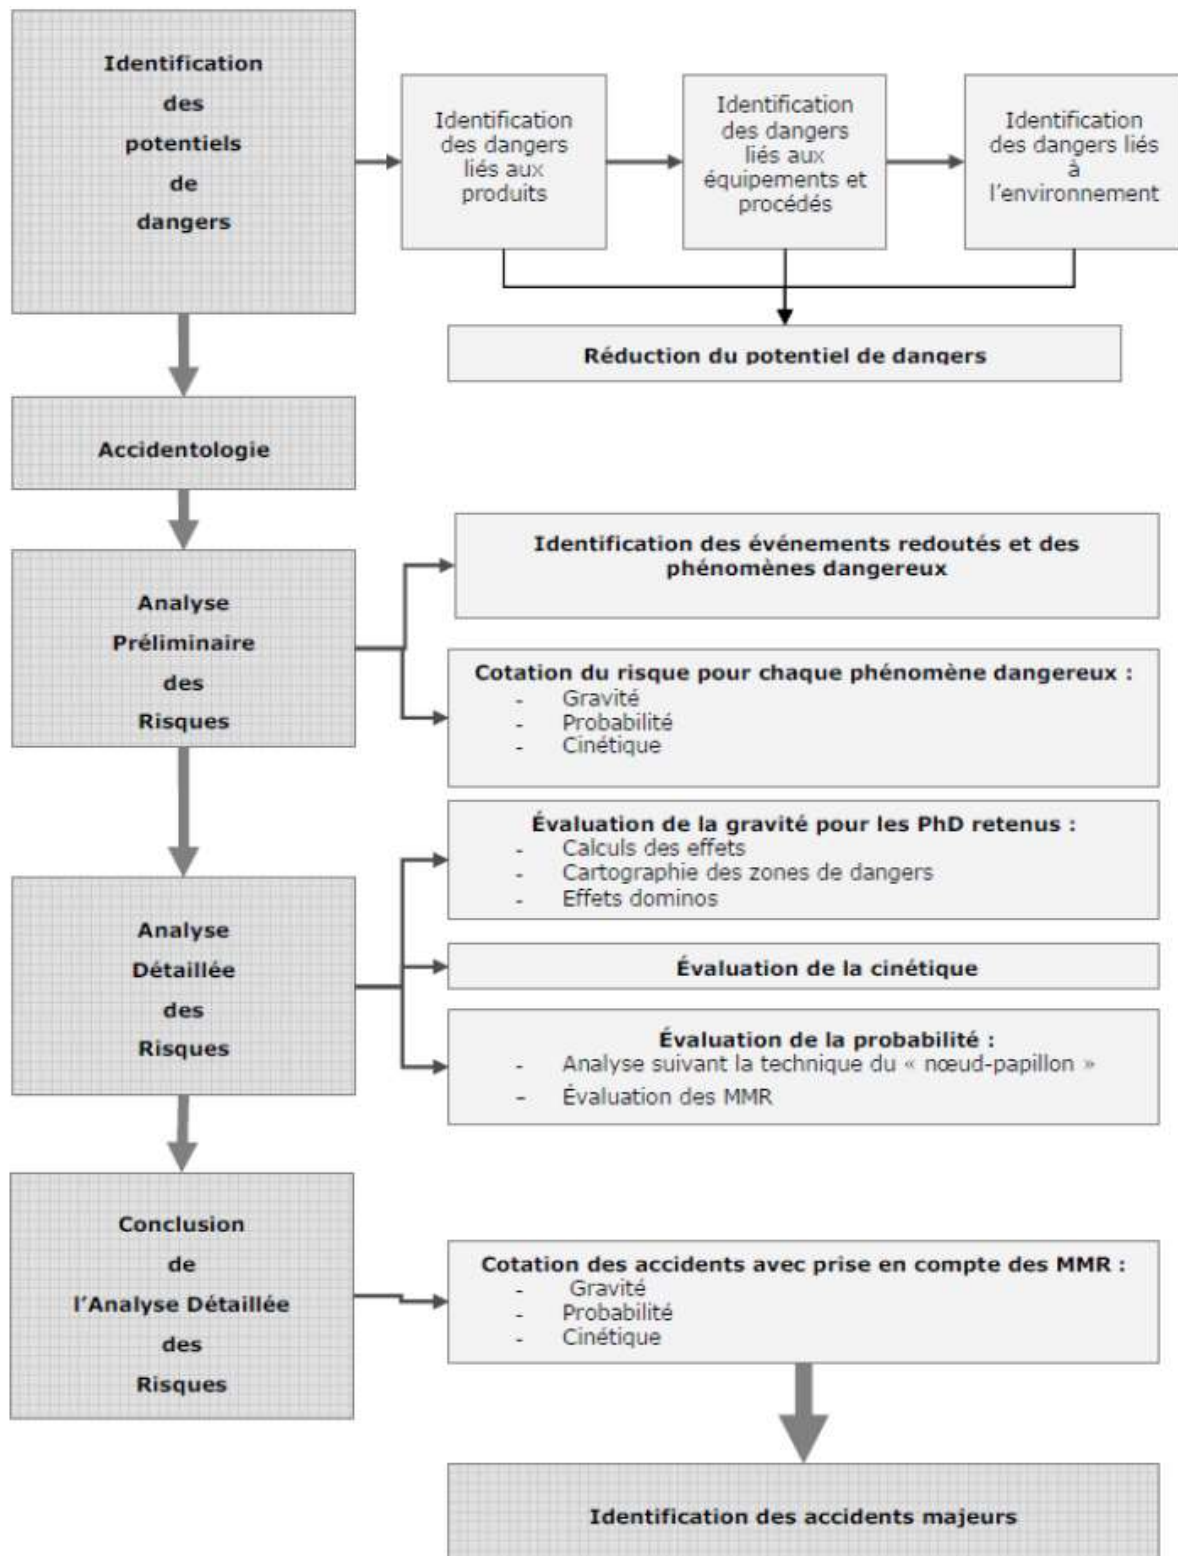 Identification
des
potentiels
de
dangers
Identification
des dangers
liés aux
produits
Identification
des dangers
liés aux
équipements et
procédés
Identification
des dangers liés
à
l'environnement
Réduction du potentiel de dangers
Accidentologie
Analyse
Préliminaire
des
Risques
Identification des événements redoutés et des
phénomènes dangereux
Cotation du risque pour chaque phénomène dangereux :
- Gravité
- Probabilité
- Cinétique
Analyse
Détaillée
des
Risques
Évaluation de la gravité pour les PhD retenus :
- Calculs des effets
- Cartographie des zones de dangers
- Effets dominos
Évaluation de la cinétique
Évaluation de la probabilité :
- Analyse suivant la technique du « nœud-papillon »
- Évaluation des MMR
Conclusion
de
l'Analyse Détaillée
des
Risques
Cotation des accidents avec prise en compte des MMR :
- Gravité
- Probabilité
- Cinétique
Identification des accidents majeurs